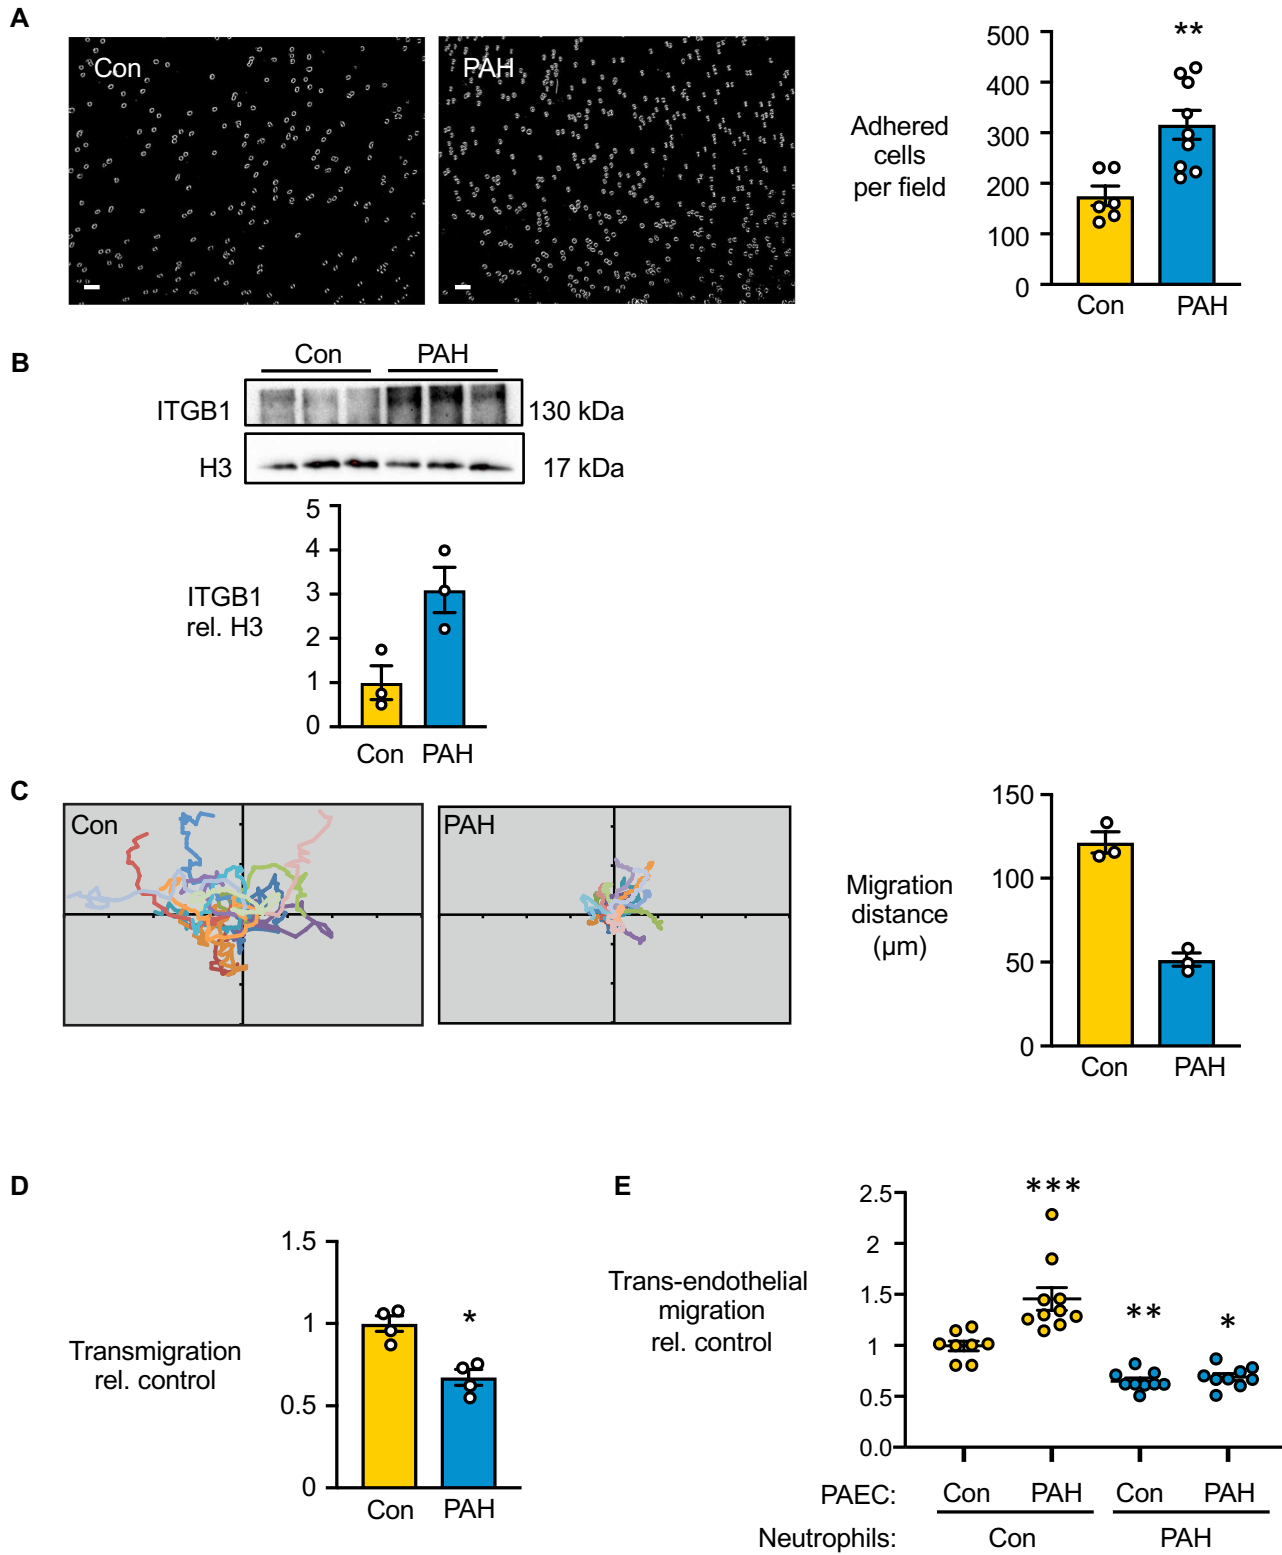 A
Con
PAH
Adhered
cells
per field
500
400
300
200
100
0
**
Con
PAH
B
Con
PAH
ITGB1
130 kDa
H3
17 kDa
ITGB1
rel. H3
5
4
3
2
1
0
Con
PAH
C
Con
PAH
Migration
distance
(µm)
150
100
50
0
Con
PAH
D
Transmigration
rel. control
1.5
1
0.5
0
*
Con
PAH
E
Trans-endothelial
migration
rel. control
2.5
2
1.5
1
0.5
0.0
***
**
*
PAEC: Con PAH Con PAH
Neutrophils: Con PAH